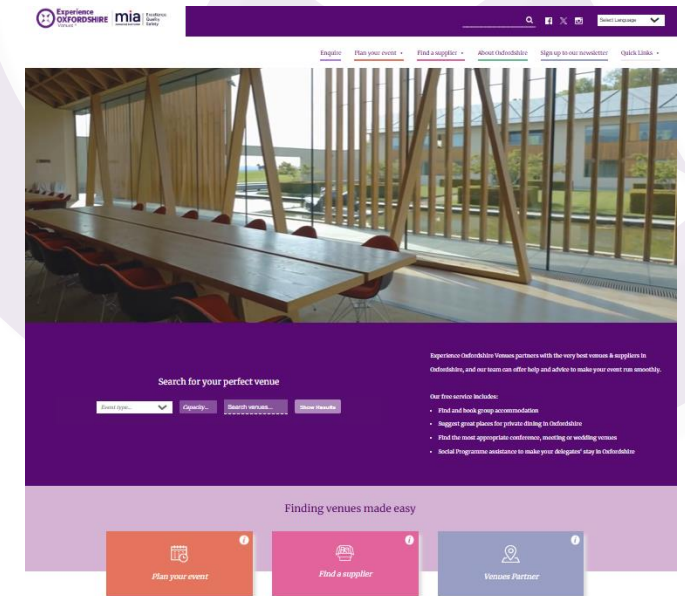 Experience
OXFORDSHIRE
Venues
mia
Excellence
Quality
Safety
Select Language
Enquire
Plan your event
Find a supplier
About Oxfordshire
Sign up to our newsletter
Quick Links
Search for your perfect venue
Event type...
Capacity...
Search venues...
Show Results
Experience Oxfordshire Venues partners with the very best venues & suppliers in
Oxfordshire, and our team can offer help and advice to make your event run smoothly.
Our free service includes:
• Find and book group accommodation
• Suggest great places for private dining in Oxfordshire
• Find the most appropriate conference, meeting or wedding venues
• Social Programme assistance to make your delegates' stay in Oxfordshire
Finding venues made easy
Plan your event
Find a supplier
Venues Partner